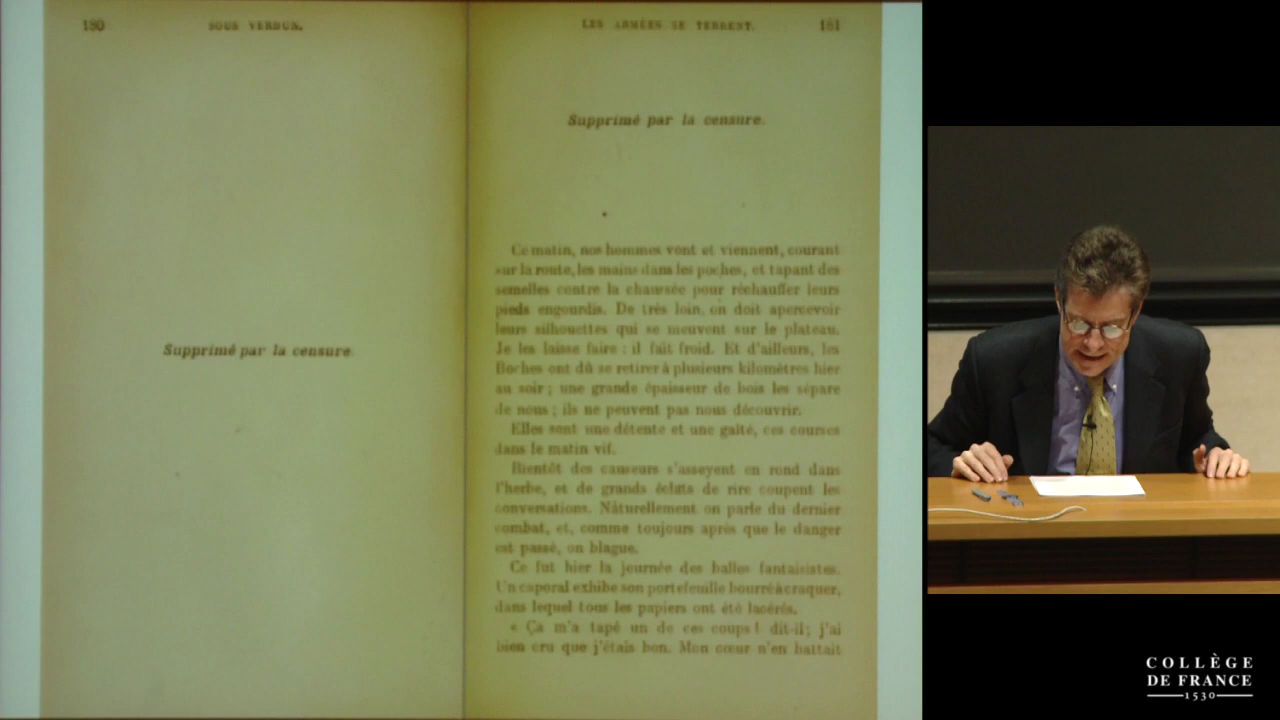 180
SOUS VERDUN.
Supprimé par la censure.
LES ARMÉES SE TERRENT.
181
Supprimé par la censure.
Ce matin, nos hommes vont et viennent, courant
sur la route, les mains dans les poches, et tapant des
semelles contre la chaussée pour réchauffer leurs
pieds engourdis. De très loin, on doit apercevoir
leurs silhouettes qui se meuvent sur le plateau.
Je les laisse faire : il fait froid. Et d'ailleurs, les
Boches ont dû se retirer à plusieurs kilomètres hier
au soir ; une grande épaisseur de bois les sépare
de nous ; ils ne peuvent pas nous découvrir.
Elles sont une détente et une gaîté, ces courses
dans le matin vif.
Bientôt des causeurs s'asseyent en rond dans
l'herbe, et de grands éclats de rire coupent les
conversations. Naturellement on parle du dernier
combat, et, comme toujours après que le danger
est passé, on blague.
Ce fut hier la journée des balles fantaisistes.
Un caporal exhibe son portefeuille bourré à craquer,
dans lequel tous les papiers ont été lacérés.
« Ça m'a tapé un de ces coups ! dit-il ; j'ai
bien cru que j'étais bon. Mon cœur n'en battait
COLLÈGE
DE FRANCE
1530